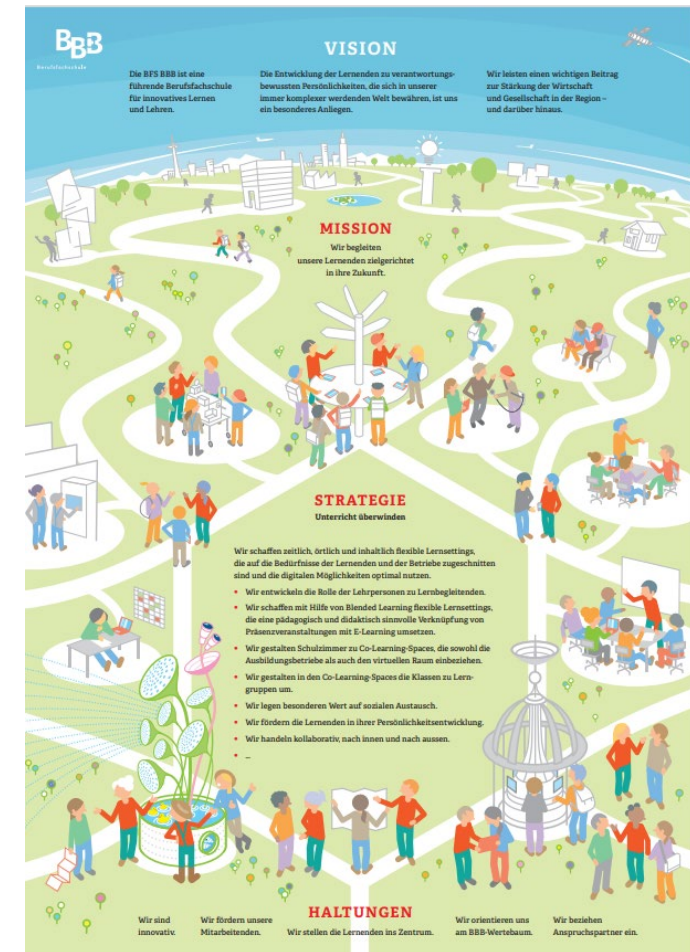 BBB
Berufsfachschule
VISION
Die BFS BBB ist eine
führende Berufsfachschule
für innovatives Lernen
und Lehren.
Die Entwicklung der Lernenden zu verantwortungs-
bewussten Persönlichkeiten, die sich in unserer
immer komplexer werdenden Welt bewähren, ist uns
ein besonderes Anliegen.
Wir leisten einen wichtigen Beitrag
zur Stärkung der Wirtschaft
und Gesellschaft in der Region –
und darüber hinaus.
MISSION
Wir begleiten
unsere Lernenden zielgerichtet
in ihre Zukunft.
STRATEGIE
Unterricht überwinden
Wir schaffen zeitlich, örtlich und inhaltlich flexible Lernsettings,
die auf die Bedürfnisse der Lernenden und der Betriebe zugeschnitten
sind und die digitalen Möglichkeiten optimal nutzen.
• Wir entwickeln die Rolle der Lehrpersonen zu Lernbegleitenden.
• Wir schaffen mit Hilfe von Blended Learning flexible Lernsettings,
die eine pädagogisch und didaktisch sinnvolle Verknüpfung von
Präsenzveranstaltungen mit E-Learning umsetzen.
• Wir gestalten Schulzimmer zu Co-Learning-Spaces, die sowohl die
Ausbildungsbetriebe als auch den virtuellen Raum einbeziehen.
• Wir gestalten in den Co-Learning-Spaces die Klassen zu Lern-
gruppen um.
• Wir legen besonderen Wert auf sozialen Austausch.
• Wir fördern die Lernenden in ihrer Persönlichkeitsentwicklung.
• Wir handeln kollaborativ, nach innen und nach aussen.
• …
HALTUNGEN
Wir sind
innovativ.
Wir fördern unsere
Mitarbeitenden.
Wir stellen die Lernenden ins Zentrum.
Wir orientieren uns
am BBB-Wertebaum.
Wir beziehen
Anspruchspartner ein.